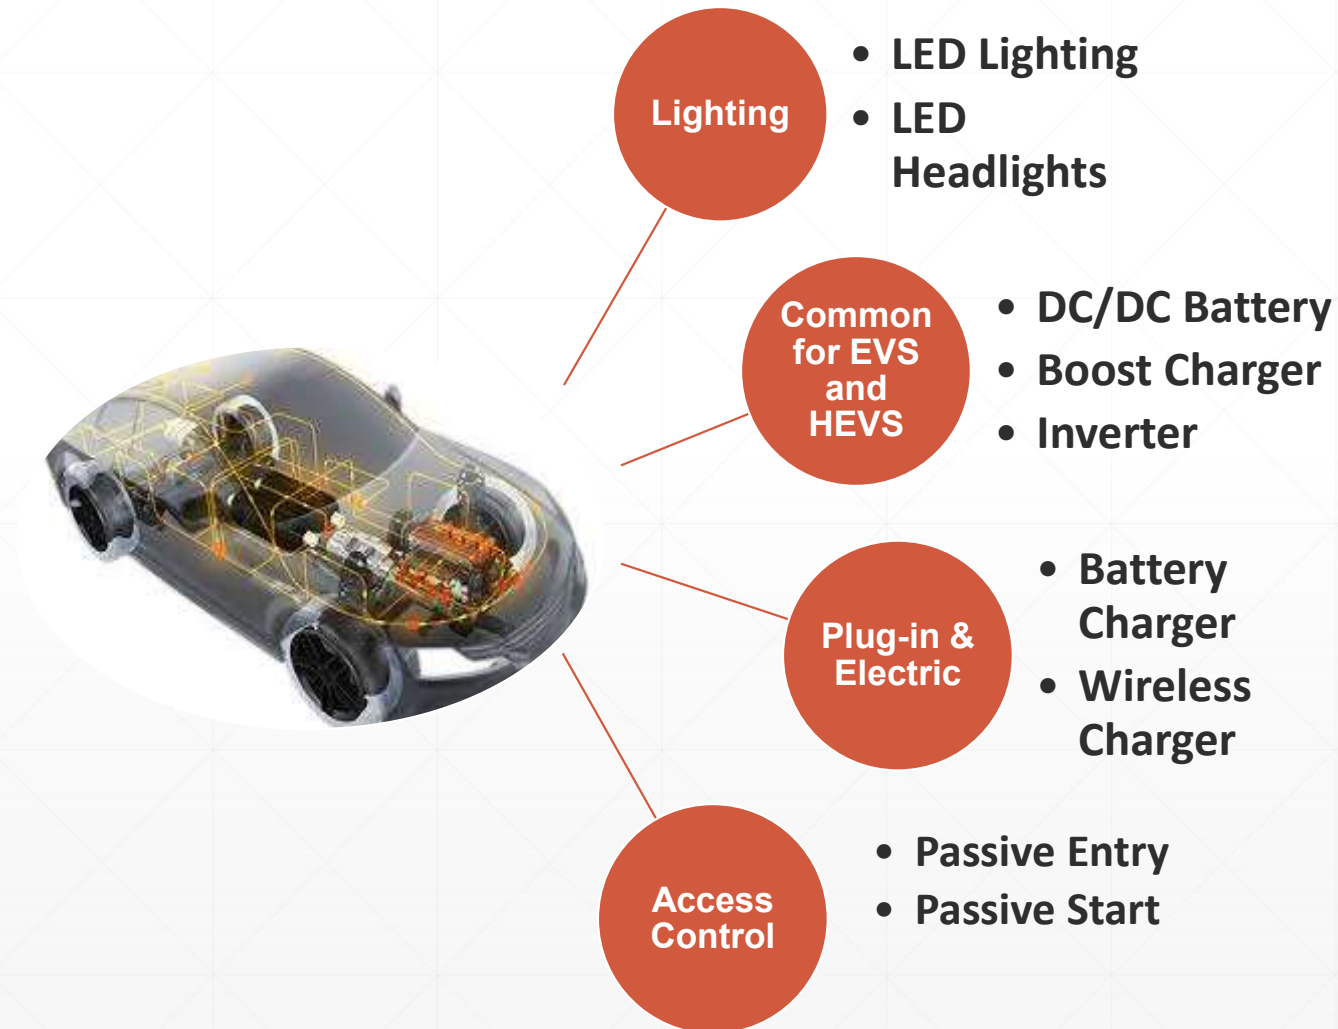 Lighting
• LED Lighting
• LED
Headlights
Common
for EVS
and
HEVS
• DC/DC Battery
• Boost Charger
• Inverter
Plug-in &
Electric
• Battery
Charger
• Wireless
Charger
Access
Control
• Passive Entry
• Passive Start